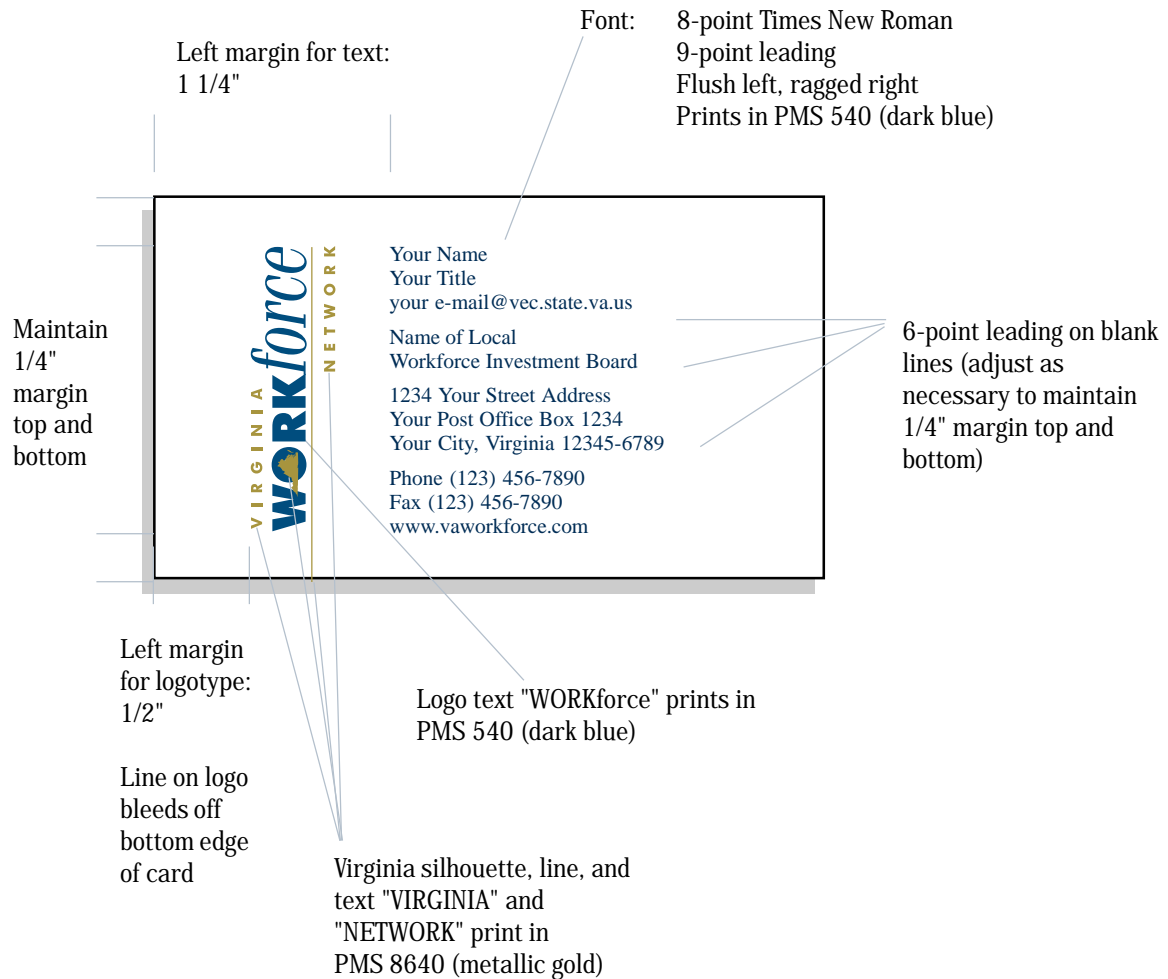 Font: 8-point Times New Roman
9-point leading
Flush left, ragged right
Prints in PMS 540 (dark blue)
Left margin for text:
1 1/4"
Maintain
1/4"
margin
top and
bottom
VIRGINIA
WORKforce
NETWORK
Your Name
Your Title
your e-mail@vec.state.va.us
Name of Local
Workforce Investment Board
1234 Your Street Address
Your Post Office Box 1234
Your City, Virginia 12345-6789
Phone (123) 456-7890
Fax (123) 456-7890
www.vaworkforce.com
6-point leading on blank
lines (adjust as
necessary to maintain
1/4" margin top and
bottom)
Left margin
for logotype:
1/2"
Line on logo
bleeds off
bottom edge
of card
Logo text "WORKforce" prints in
PMS 540 (dark blue)
Virginia silhouette, line, and
text "VIRGINIA" and
"NETWORK" print in
PMS 8640 (metallic gold)